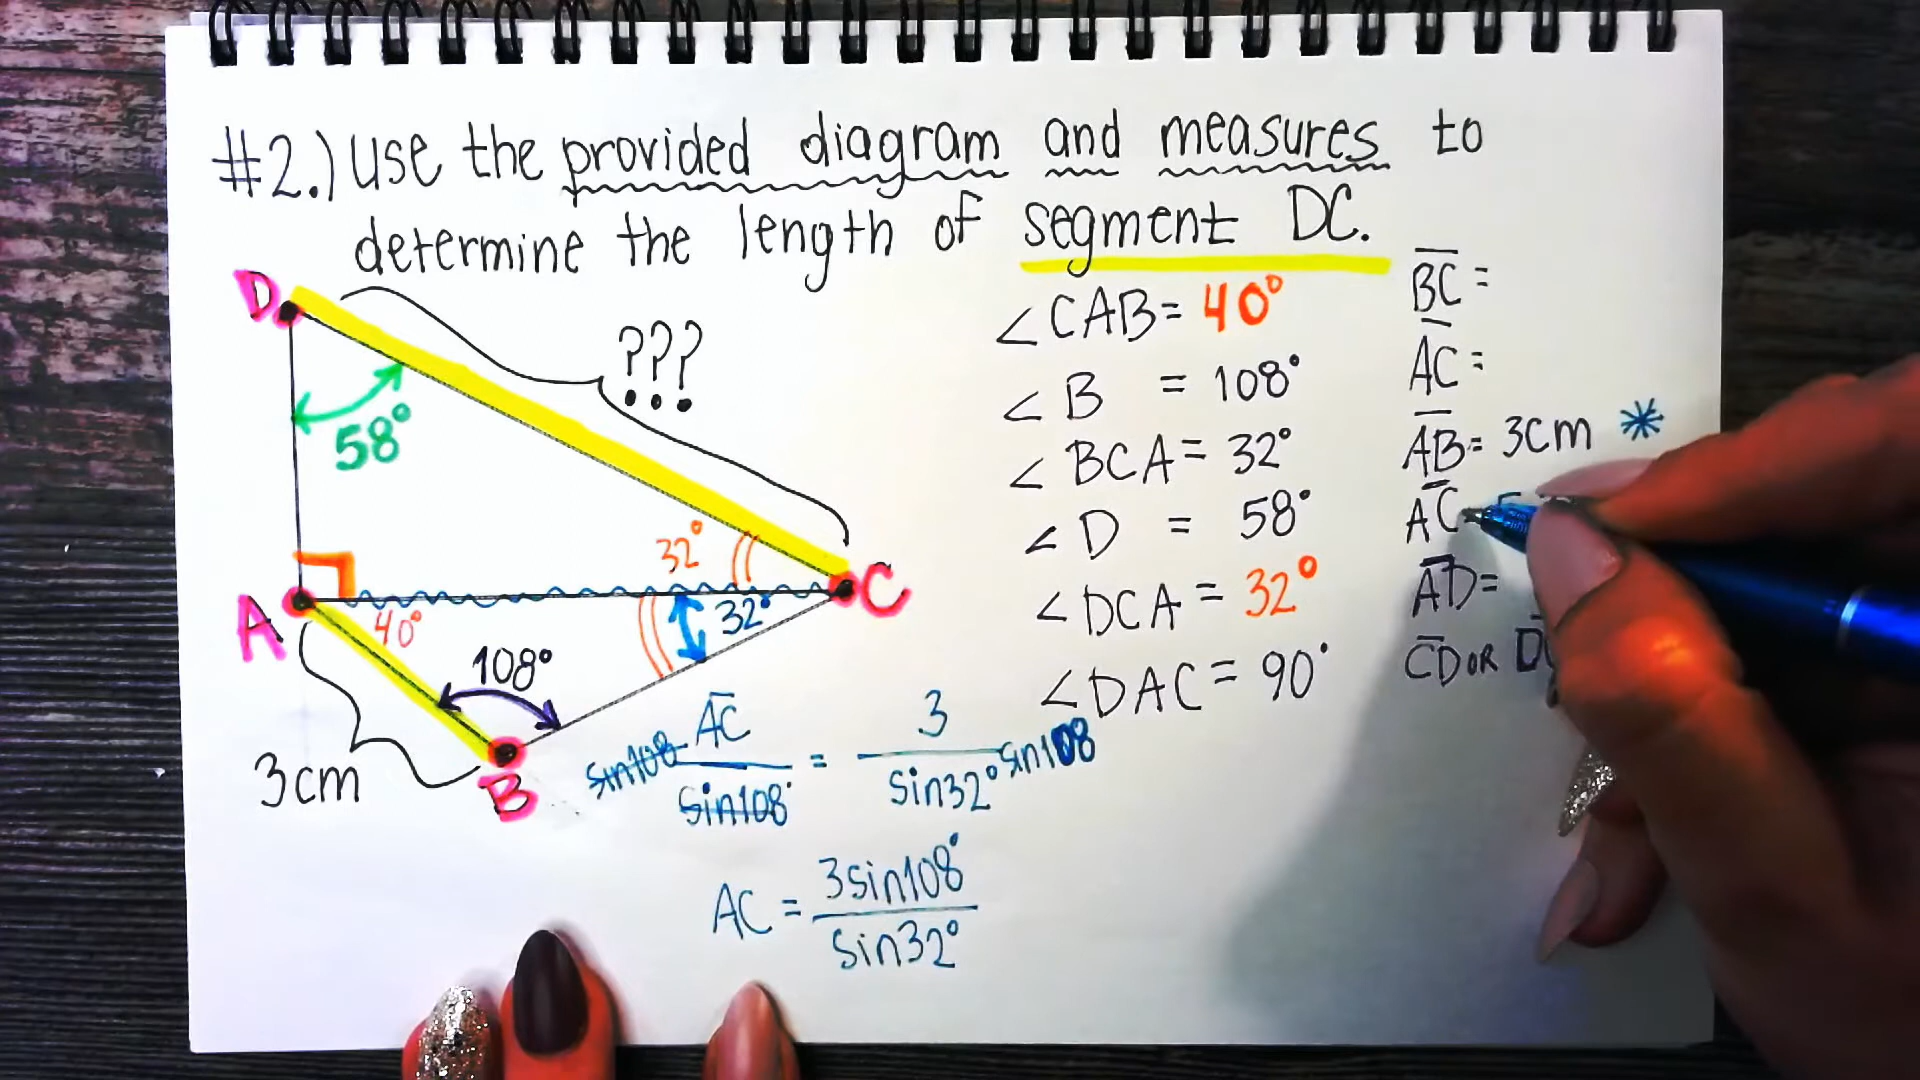 #2.) Use the provided diagram and measures to
determine the length of segment DC.
D
???
58°
32°
A
40°
32°
C
108°
3cm
B
∠CAB = 40°
∠B = 108°
∠BCA = 32°
∠D = 58°
∠DCA = 32°
∠DAC = 90°
BC =
AC =
AB = 3cm *
AC
AD =
CD OR
sin108 AC/sin108° = 3/sin32° sin108
AC = 3sin108°/sin32°